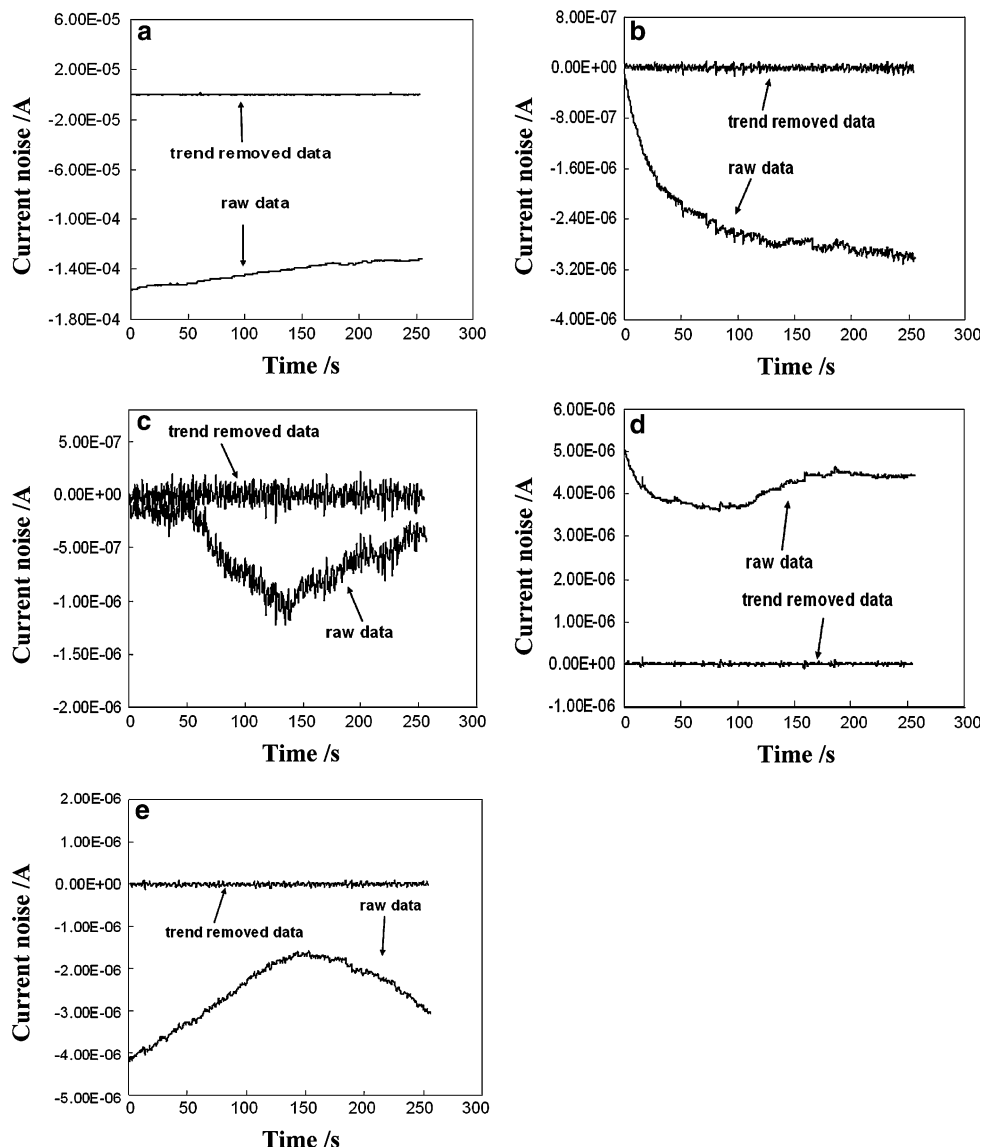 a
6.00E-05
2.00E-05
-2.00E-05
-6.00E-05
-1.00E-04
-1.40E-04
-1.80E-04
Current noise /A
trend removed data
raw data
0 50 100 150 200 250 300
Time /s
b
8.00E-07
0.00E+00
-8.00E-07
-1.60E-06
-2.40E-06
-3.20E-06
-4.00E-06
Current noise /A
trend removed data
raw data
0 50 100 150 200 250 300
Time /s
c
5.00E-07
0.00E+00
-5.00E-07
-1.00E-06
-1.50E-06
-2.00E-06
Current noise /A
trend removed data
raw data
0 50 100 150 200 250 300
Time /s
d
6.00E-06
5.00E-06
4.00E-06
3.00E-06
2.00E-06
1.00E-06
0.00E+00
-1.00E-06
Current noise /A
raw data
trend removed data
0 50 100 150 200 250 300
Time /s
e
2.00E-06
1.00E-06
0.00E+00
-1.00E-06
-2.00E-06
-3.00E-06
-4.00E-06
-5.00E-06
Current noise /A
raw data
trend removed data
0 50 100 150 200 250 300
Time /s